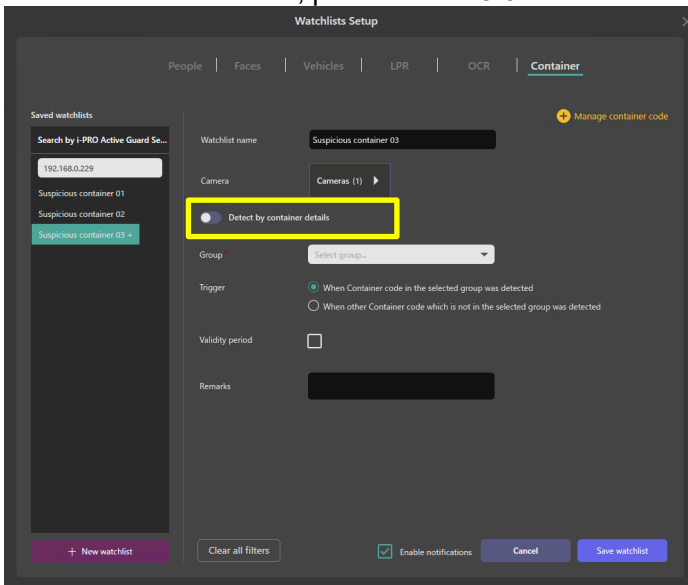 Watchlists Setup
People | Faces | Vehicles | LPR | OCR | Container
Saved watchlists
+ Manage container code
Search by i-PRO Active Guard Se...
Watchlist name
Suspicious container 03
192.168.0.229
Camera
Cameras (1)
Suspicious container 01
Suspicious container 02
Detect by container details
Suspicious container 03 +
Group*
Select group...
Trigger
When Container code in the selected group was detected
When other Container code which is not in the selected group was detected
Validity period
Remarks
+ New watchlist
Clear all filters
Enable notifications
Cancel
Save watchlist